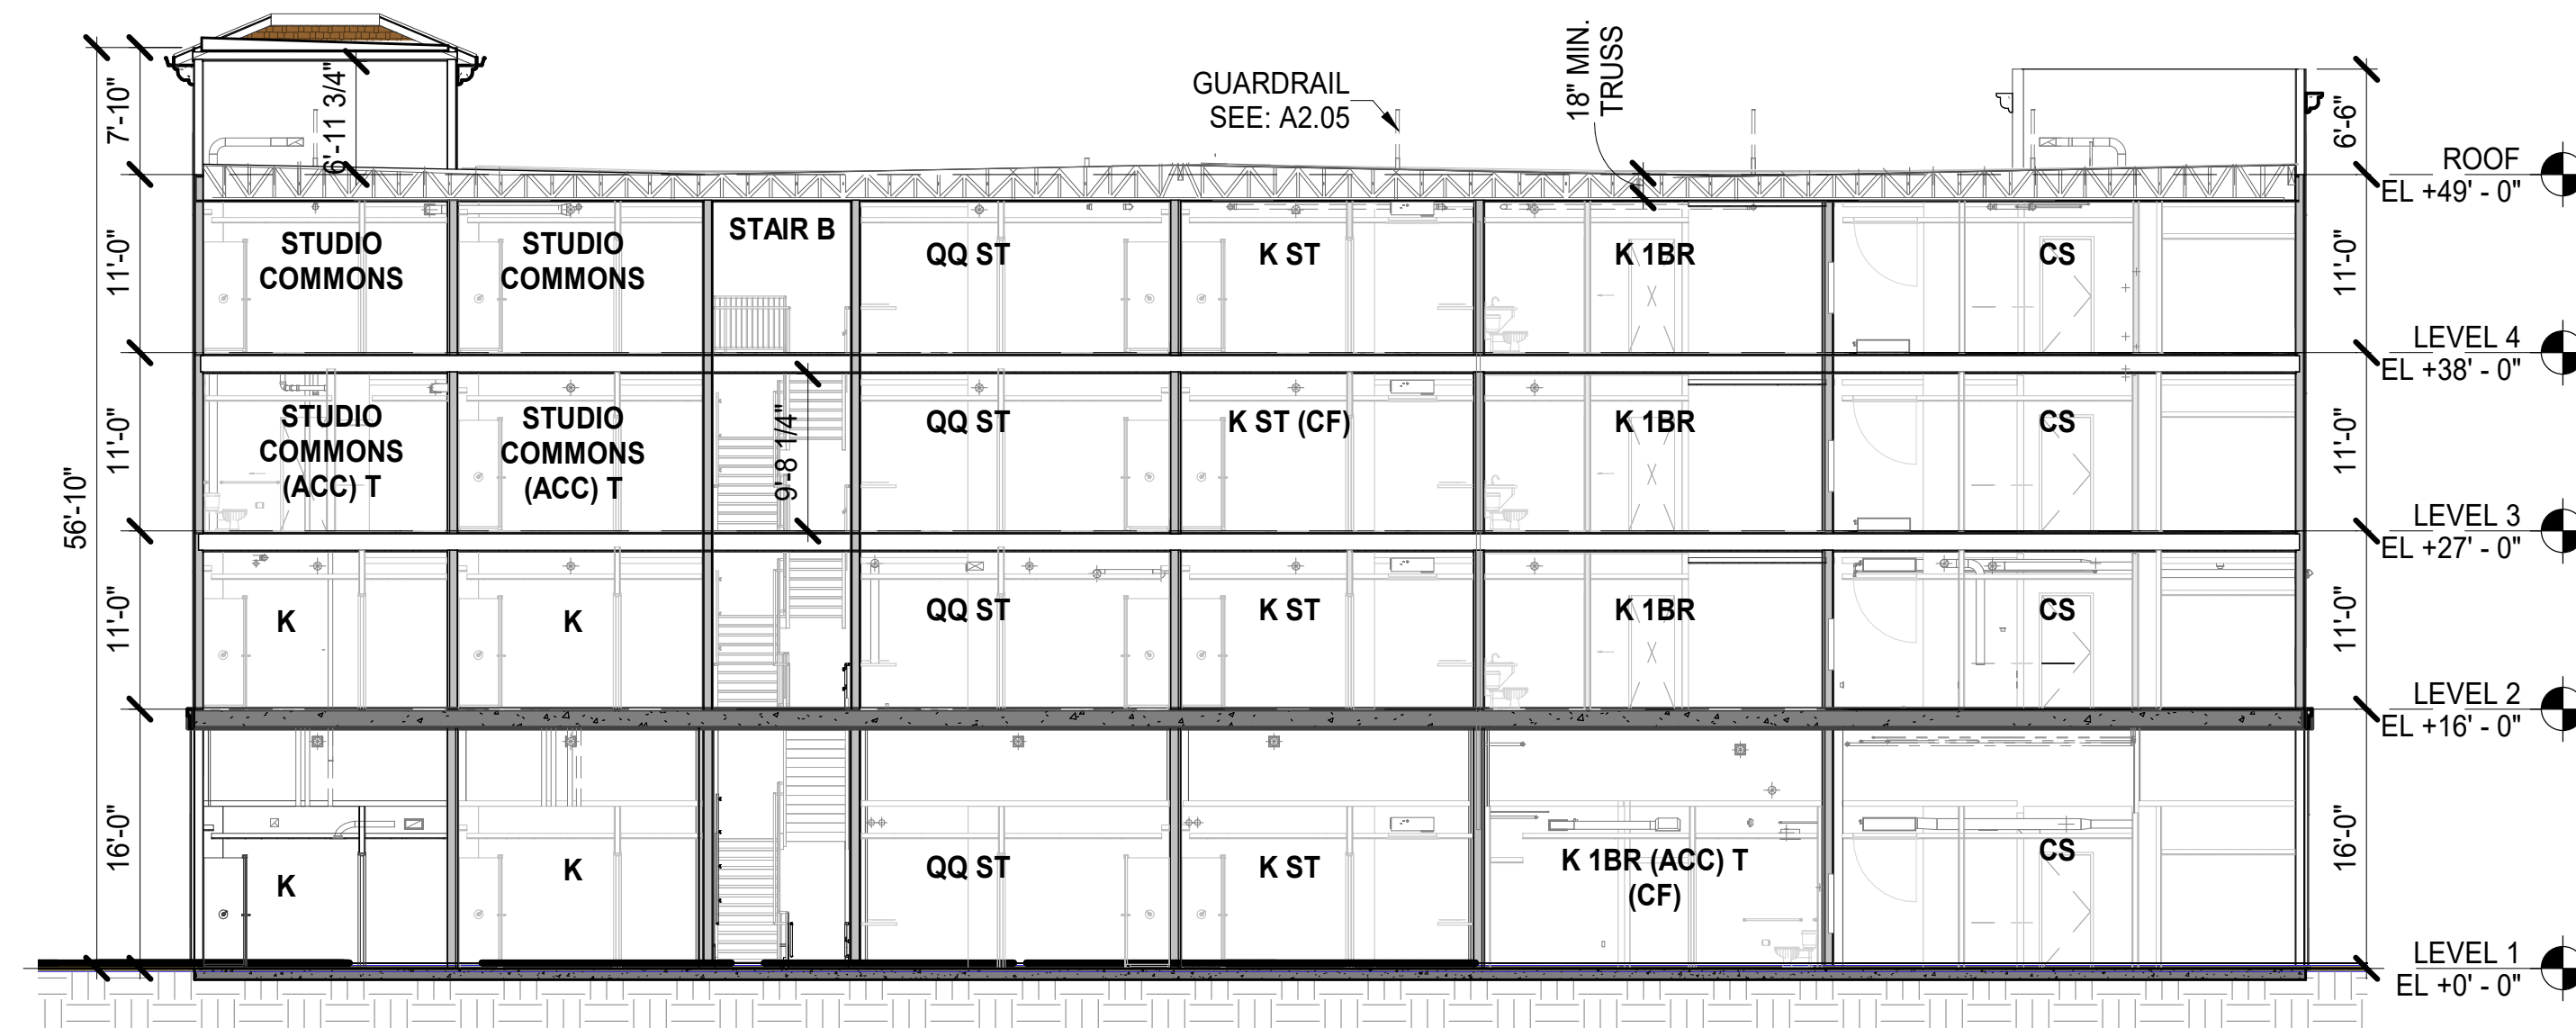 7'-10"
6'-11 3/4"
GUARDRAIL
SEE: A2.05
18" MIN.
TRUSS
6'-6"
ROOF
EL +49' - 0"
11'-0"
STUDIO
COMMONS
STUDIO
COMMONS
STAIR B
QQ ST
K ST
K 1BR
CS
11'-0"
LEVEL 4
EL +38' - 0"
56'-10"
11'-0"
STUDIO
COMMONS
(ACC) T
STUDIO
COMMONS
(ACC) T
9'-8 1/4"
QQ ST
K ST (CF)
K 1BR
CS
11'-0"
LEVEL 3
EL +27' - 0"
11'-0"
K
K
QQ ST
K ST
K 1BR
CS
11'-0"
LEVEL 2
EL +16' - 0"
16'-0"
K
K
QQ ST
K ST
K 1BR (ACC) T
(CF)
CS
16'-0"
LEVEL 1
EL +0' - 0"